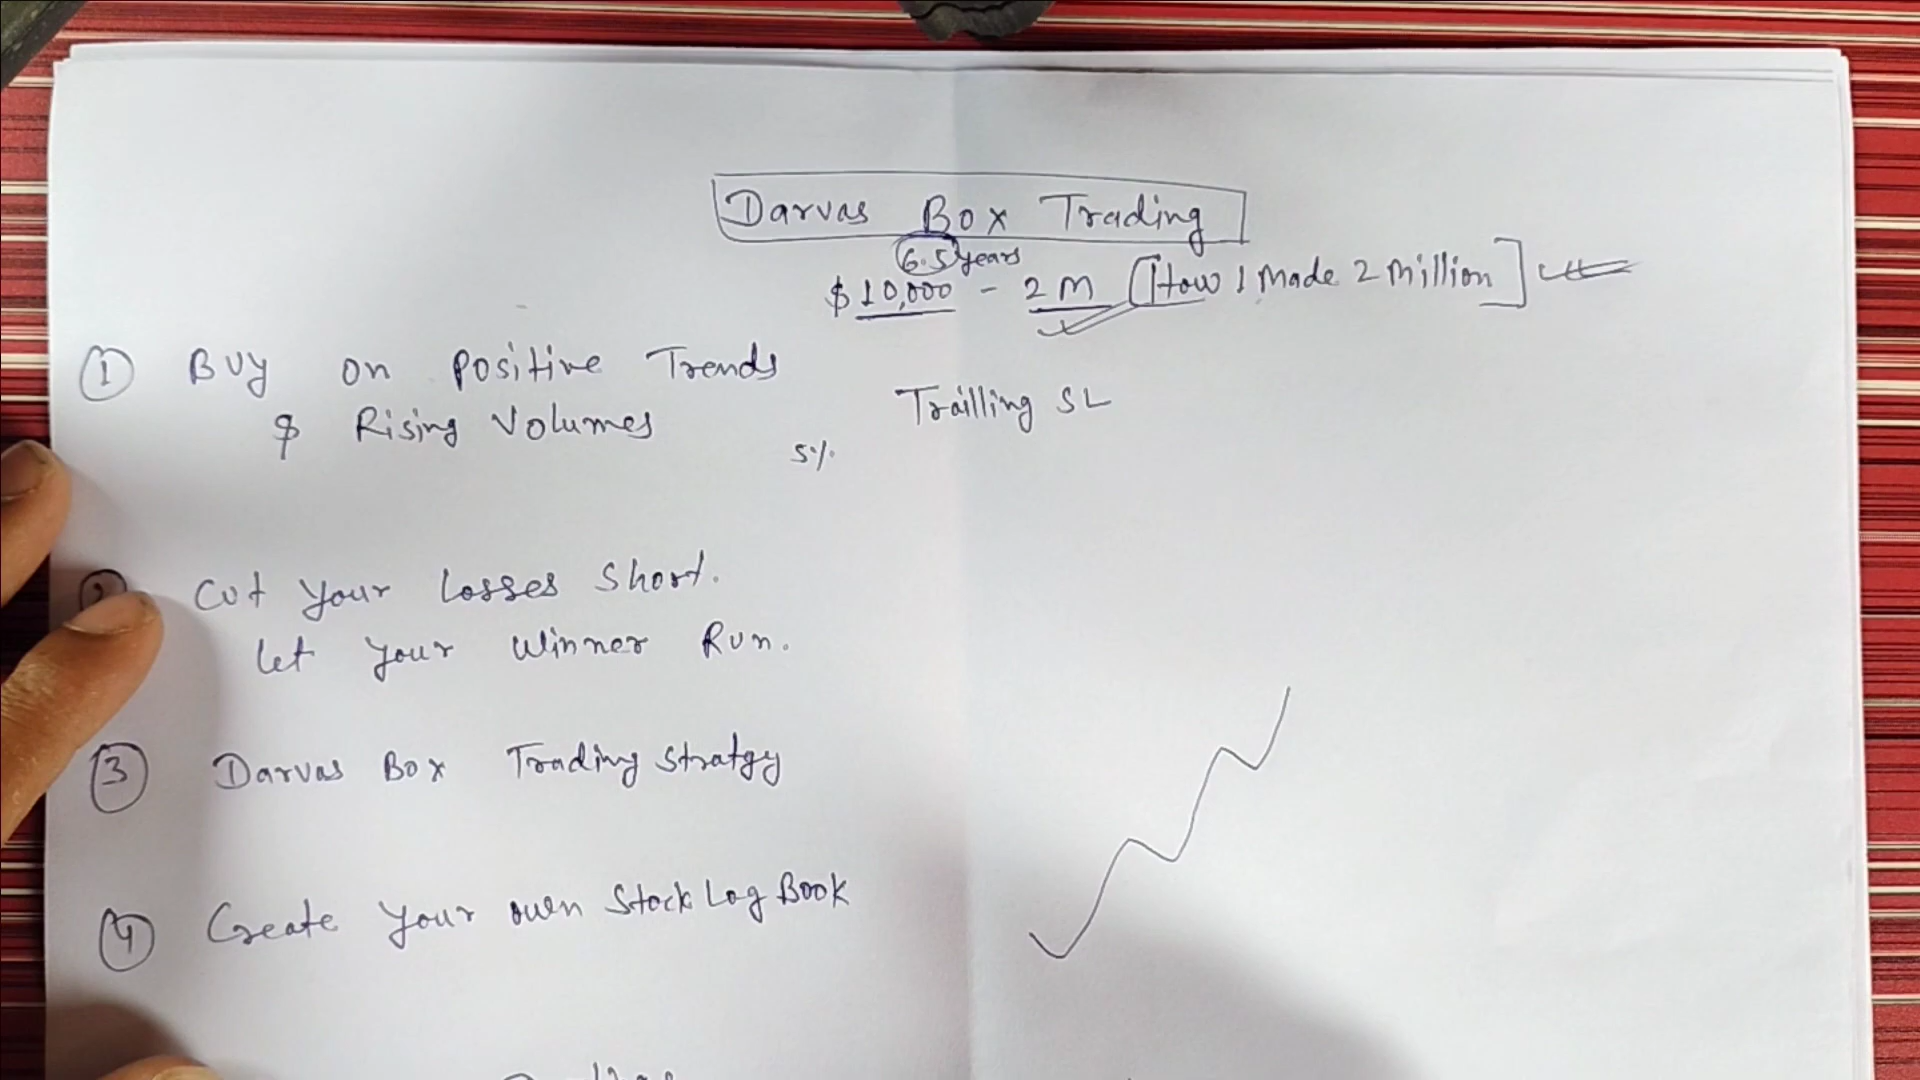 Darvas Box Trading
6.5 years
$10,000 - 2M [How I Made 2 Million]
① Buy on positive Trends
& Rising Volumes
Trailling SL
5%
② Cut your Losses Short.
Let your Winner Run.
③ Darvas Box Trading Stratgy
④ Create your own Stock Log Book